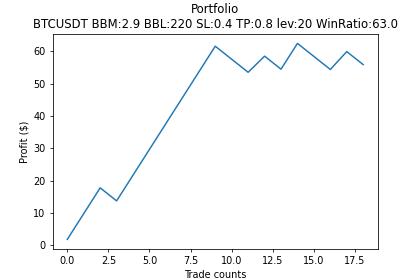 Portfolio
BTCUSDT BBM:2.9 BBL:220 SL:0.4 TP:0.8 lev:20 WinRatio:63.0
60
50
40
30
20
10
0
Profit ($)
0.0 2.5 5.0 7.5 10.0 12.5 15.0 17.5
Trade counts